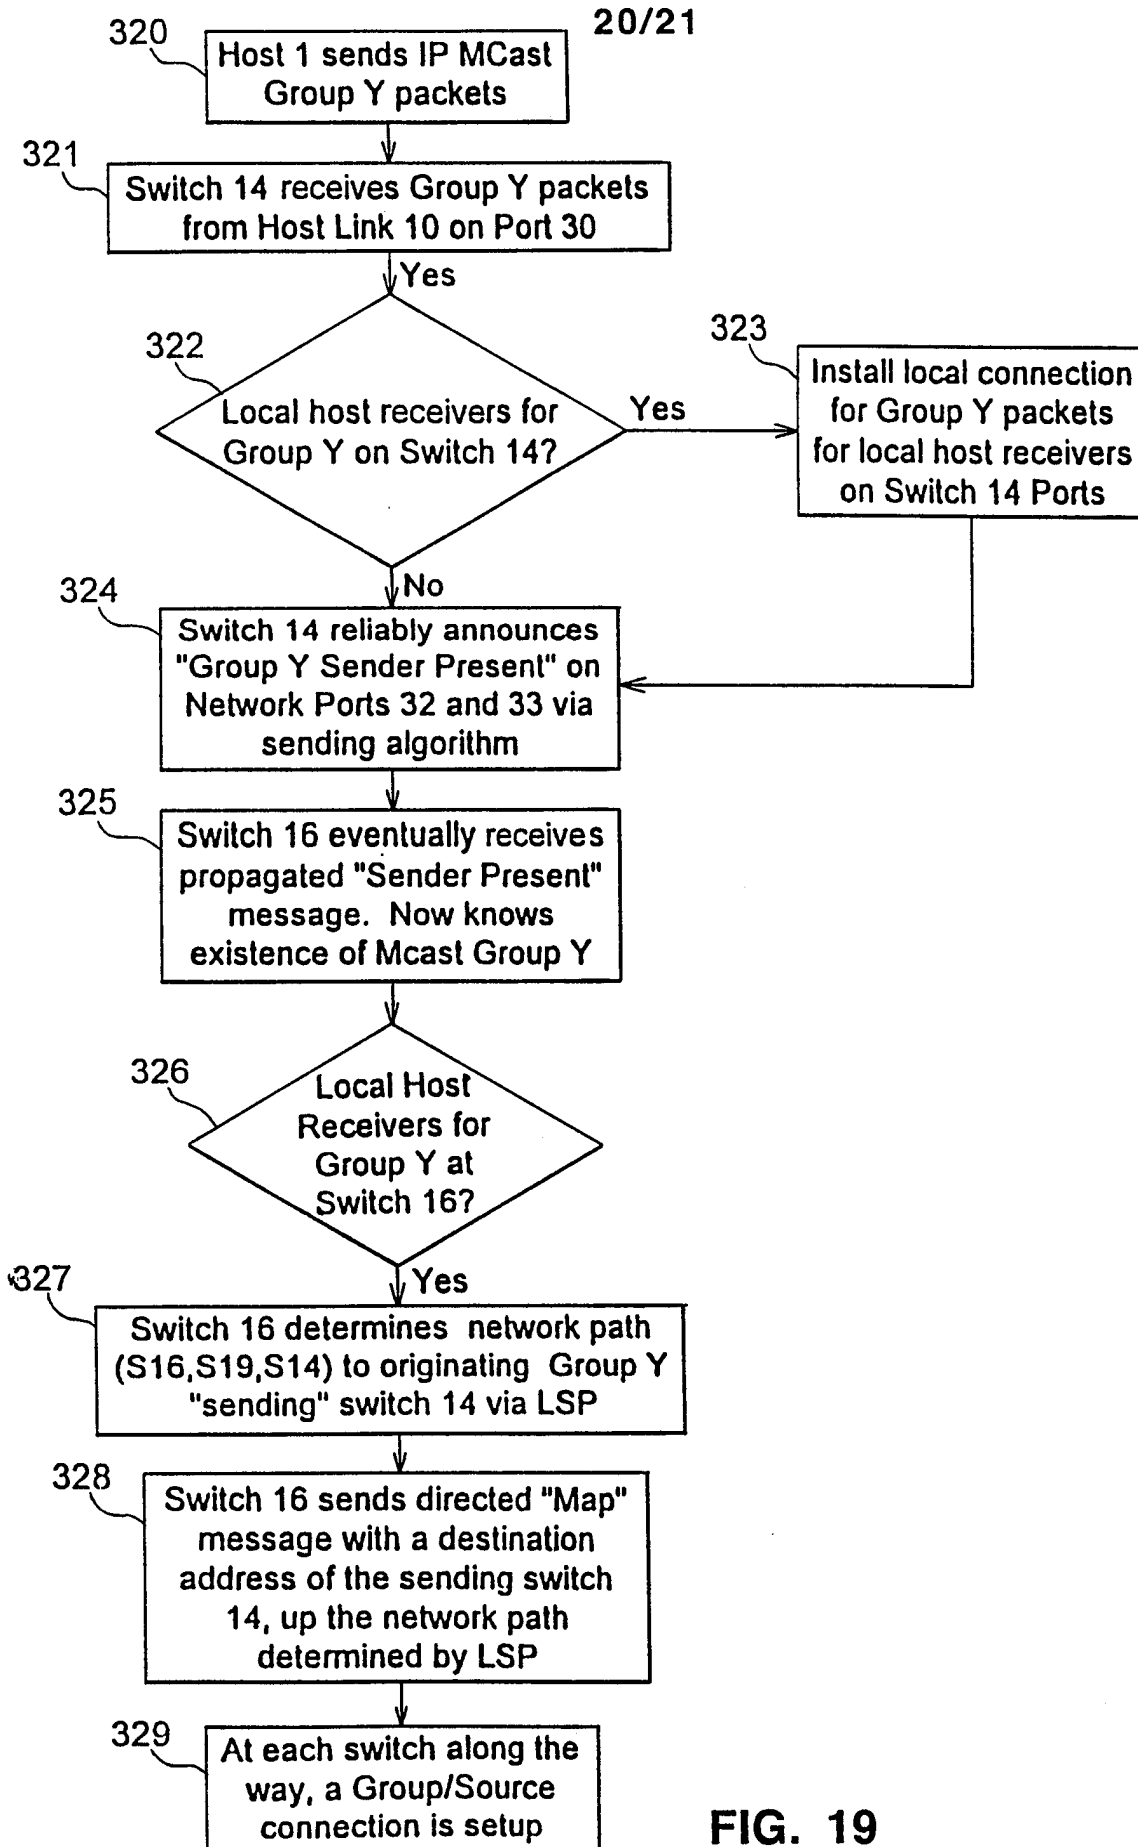 20/21
320
Host 1 sends IP MCast
Group Y packets
321
Switch 14 receives Group Y packets
from Host Link 10 on Port 30
Yes
322
Local host receivers for
Group Y on Switch 14?
Yes
323
Install local connection
for Group Y packets
for local host receivers
on Switch 14 Ports
No
324
Switch 14 reliably announces
"Group Y Sender Present" on
Network Ports 32 and 33 via
sending algorithm
325
Switch 16 eventually receives
propagated "Sender Present"
message. Now knows
existence of Mcast Group Y
326
Local Host
Receivers for
Group Y at
Switch 16?
Yes
327
Switch 16 determines network path
(S16,S19,S14) to originating Group Y
"sending" switch 14 via LSP
328
Switch 16 sends directed "Map"
message with a destination
address of the sending switch
14, up the network path
determined by LSP
329
At each switch along the
way, a Group/Source
connection is setup
FIG. 19